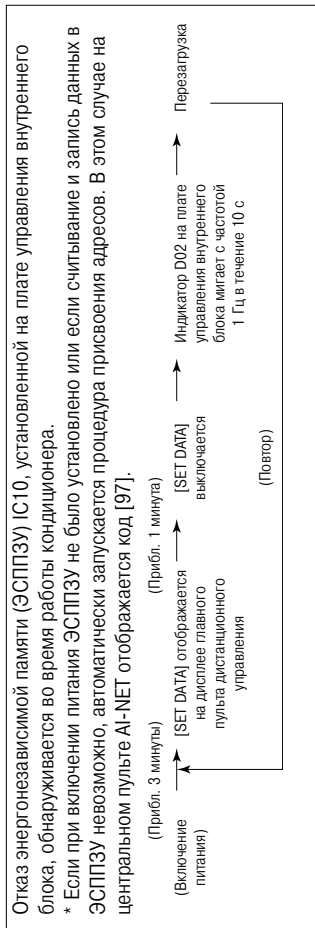 Отказ энергонезависимой памяти (ЭСППЗУ) IC10, установленной на плате управления внутреннего
блока, обнаруживается во время работы кондиционера.
* Если при включении питания ЭСППЗУ не было установлено или если считывание и запись данных в
ЭСППЗУ невозможно, автоматически запускается процедура присвоения адресов. В этом случае на
центральном пульте AI-NET отображается код [97].
(Прибл. 3 минуты)
(Прибл. 1 минута)
(Включение
питания)
[SET DATA] отображается
на дисплее главного
пульта дистанционного
управления
[SET DATA]
выключается
Индикатор D02 на плате
управления внутреннего
блока мигает с частотой
1 Гц в течение 10 с
Перезагрузка
(Повтор)